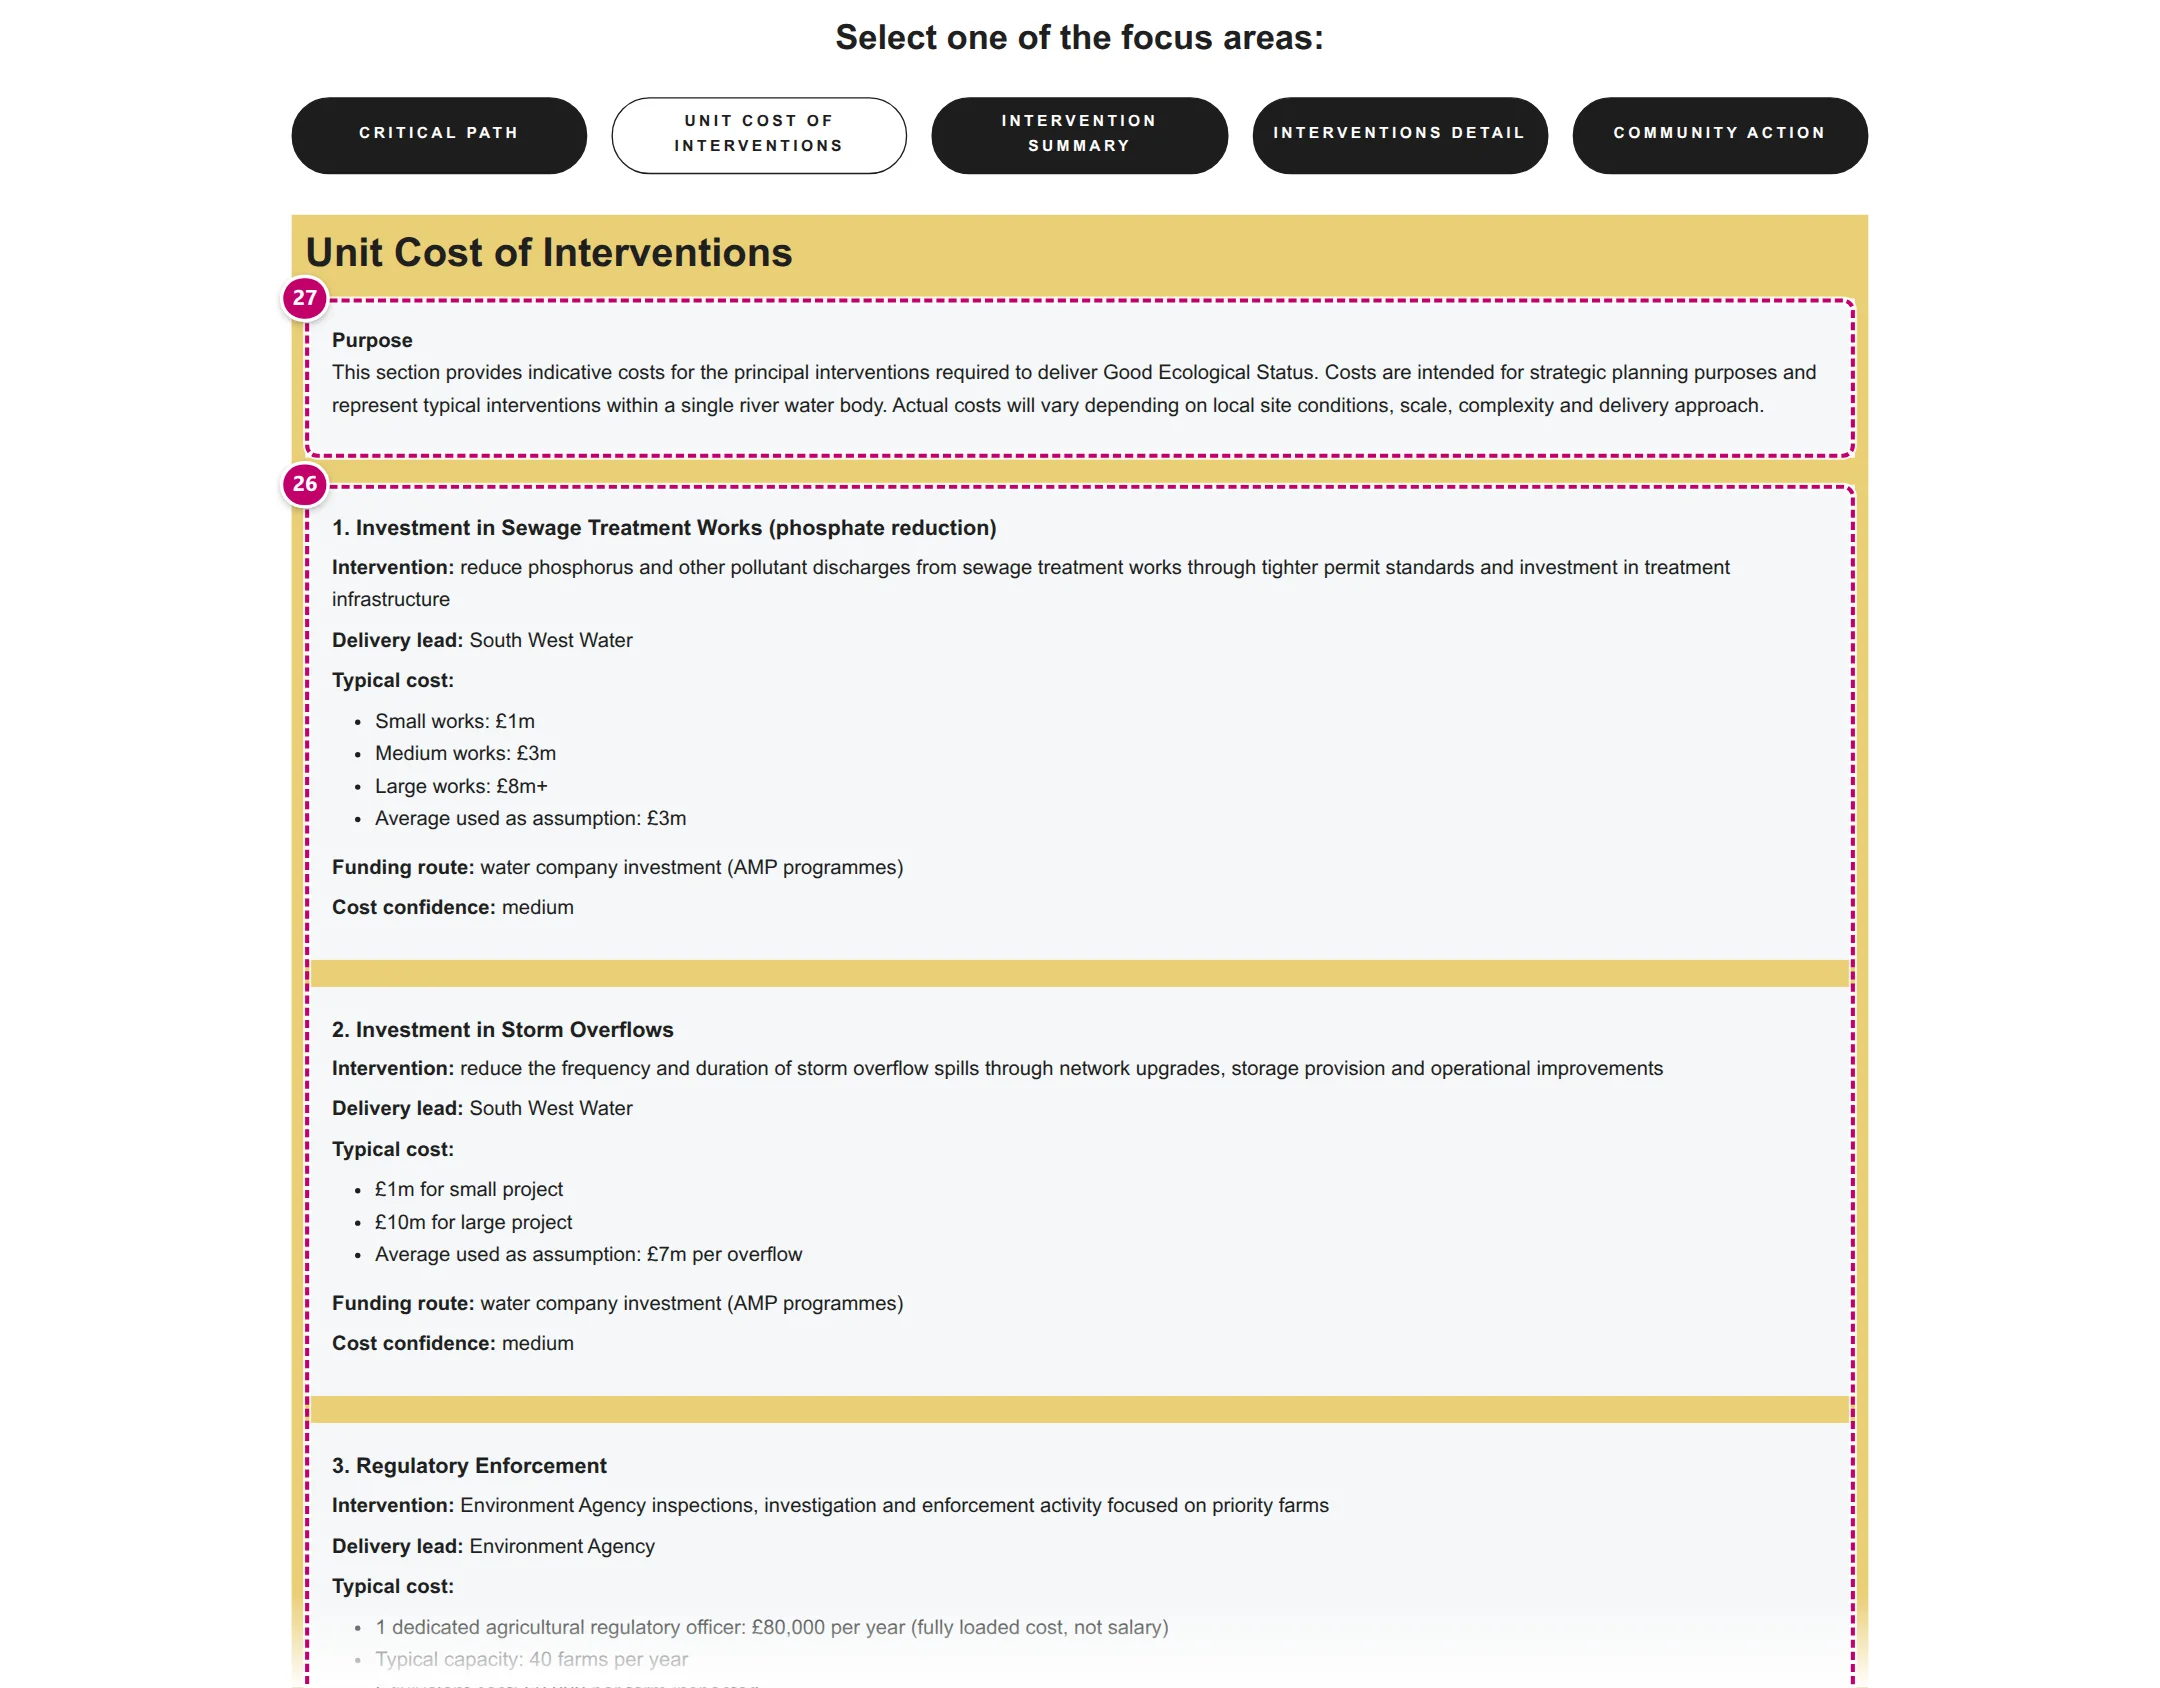 Select one of the focus areas:
CRITICAL PATH
UNIT COST OF
INTERVENTIONS
INTERVENTION
SUMMARY
INTERVENTIONS DETAIL
COMMUNITY ACTION
Unit Cost of Interventions
27
Purpose
This section provides indicative costs for the principal interventions required to deliver Good Ecological Status. Costs are intended for strategic planning purposes and
represent typical interventions within a single river water body. Actual costs will vary depending on local site conditions, scale, complexity and delivery approach.
26
1. Investment in Sewage Treatment Works (phosphate reduction)
Intervention: reduce phosphorus and other pollutant discharges from sewage treatment works through tighter permit standards and investment in treatment
infrastructure
Delivery lead: South West Water
Typical cost:
• Small works: £1m
• Medium works: £3m
• Large works: £8m+
• Average used as assumption: £3m
Funding route: water company investment (AMP programmes)
Cost confidence: medium
2. Investment in Storm Overflows
Intervention: reduce the frequency and duration of storm overflow spills through network upgrades, storage provision and operational improvements
Delivery lead: South West Water
Typical cost:
• £1m for small project
• £10m for large project
• Average used as assumption: £7m per overflow
Funding route: water company investment (AMP programmes)
Cost confidence: medium
3. Regulatory Enforcement
Intervention: Environment Agency inspections, investigation and enforcement activity focused on priority farms
Delivery lead: Environment Agency
Typical cost:
• 1 dedicated agricultural regulatory officer: £80,000 per year (fully loaded cost, not salary)
• Typical capacity: 40 farms per year